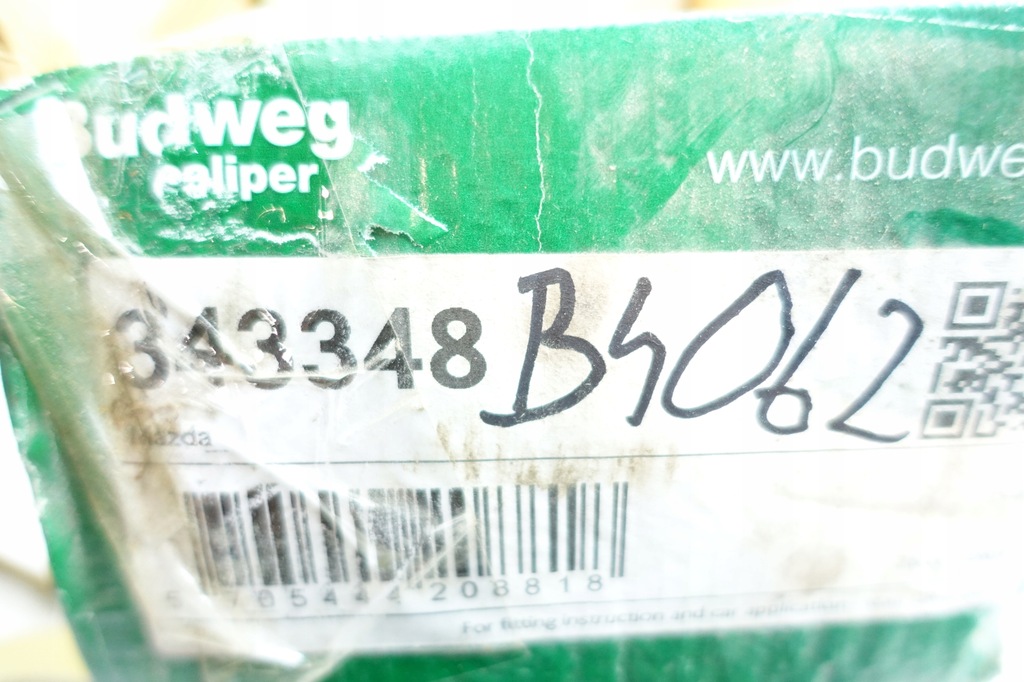 Budweg
caliper
www.budwe
343348 B4062
Mazda
5 705444 208818
For fitting instruction and car application